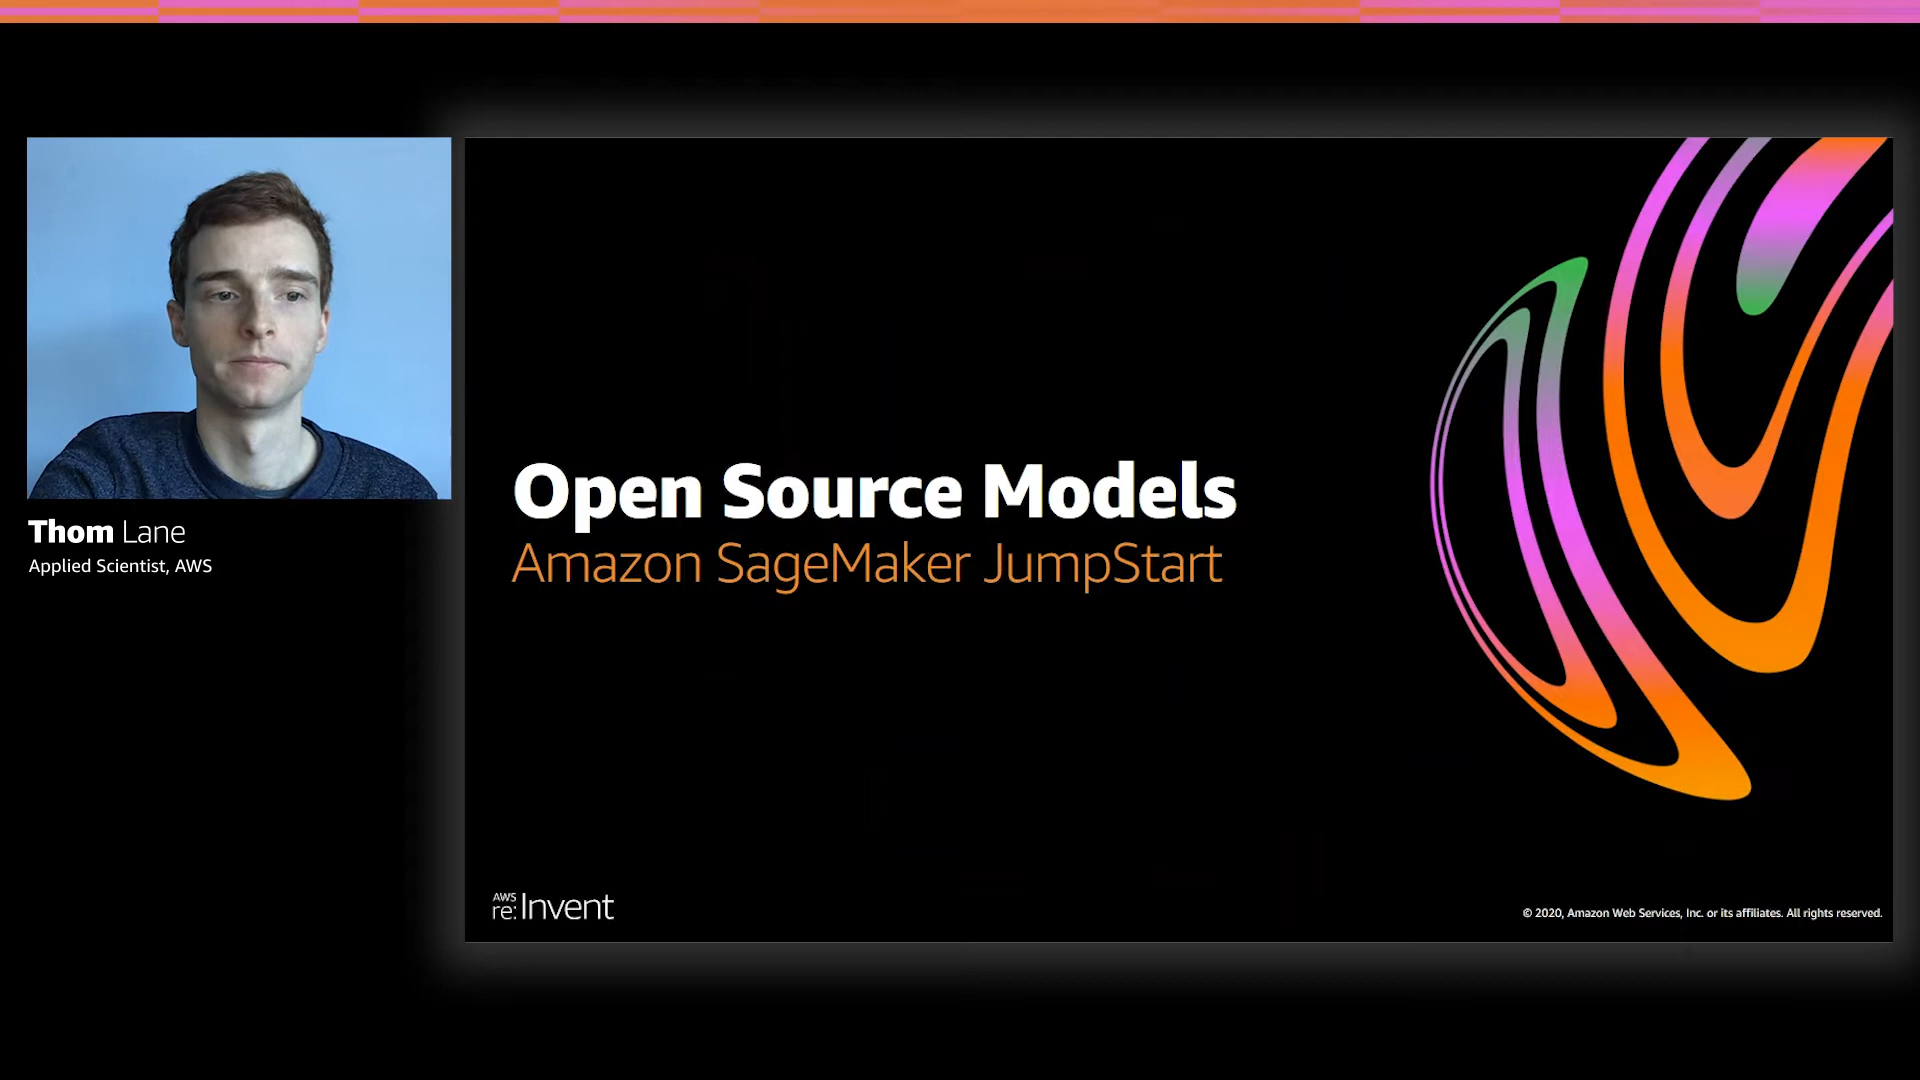 Thom Lane
Applied Scientist, AWS
Open Source Models
Amazon SageMaker JumpStart
AWS
re:Invent
© 2020, Amazon Web Services, Inc. or its affiliates. All rights reserved.